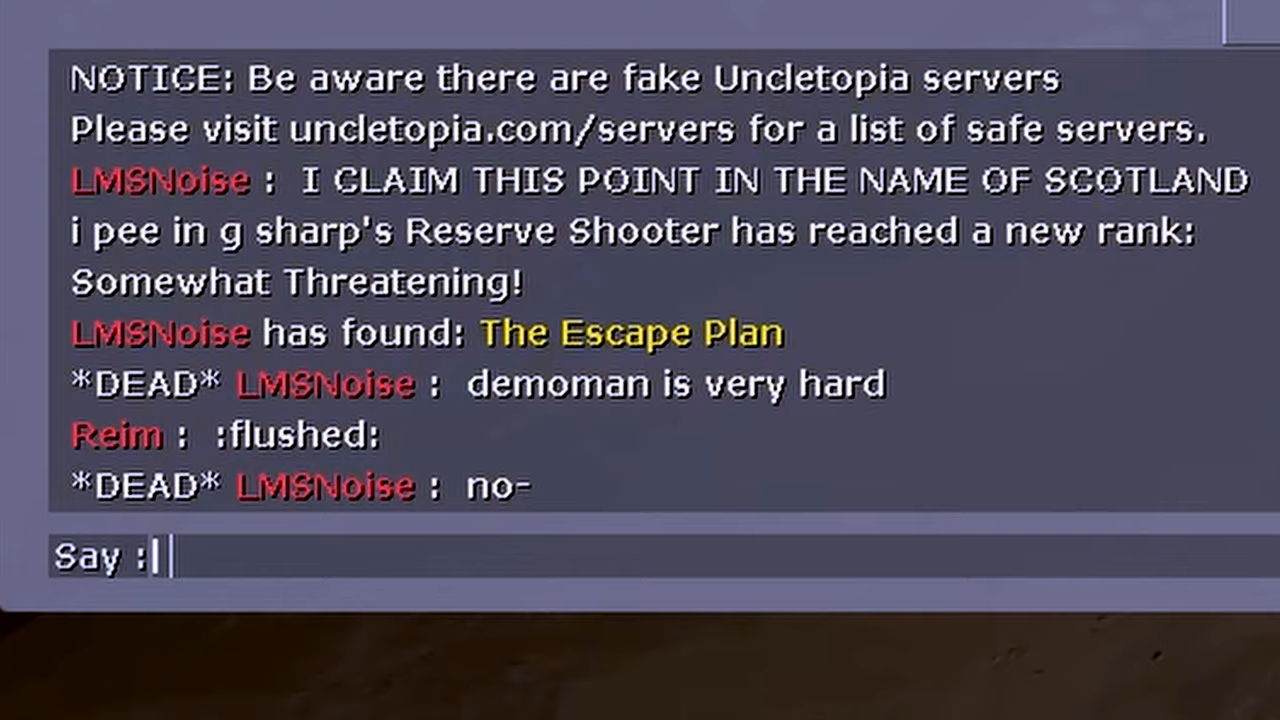 NOTICE: Be aware there are fake Uncletopia servers
Please visit uncletopia.com/servers for a list of safe servers.
LMSNoise :  I CLAIM THIS POINT IN THE NAME OF SCOTLAND
i pee in g sharp's Reserve Shooter has reached a new rank:
Somewhat Threatening!
LMSNoise has found: The Escape Plan
*DEAD* LMSNoise :  demoman is very hard
Reim :  :flushed:
*DEAD* LMSNoise :  no-
Say :